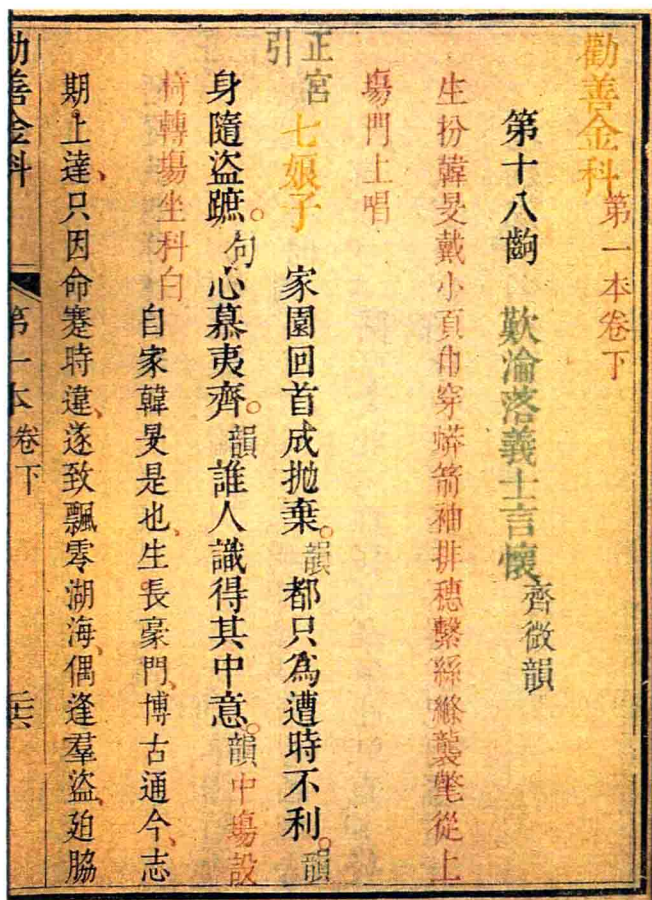 勸善金科 第一本卷下
第十八齣 歎淪落義士言懷 齊微韻
生扮韓旻戴小頁巾穿蟒箭袖排穗繫絲縧襲氅從上
塲門上唱
正宮引 七娘子 家園回首成抛棄。韻都只為遭時不利。韻
身隨盜蹠。句心慕夷齊。韻誰人識得其中意。韻中塲設
椅轉塲坐科白
自家韓旻是也、生長豪門、博古通今、志
期上達、只因命蹇時違、遂致飄零湖海、偶逢羣盜、廹脇
勸善金科 第一本卷下